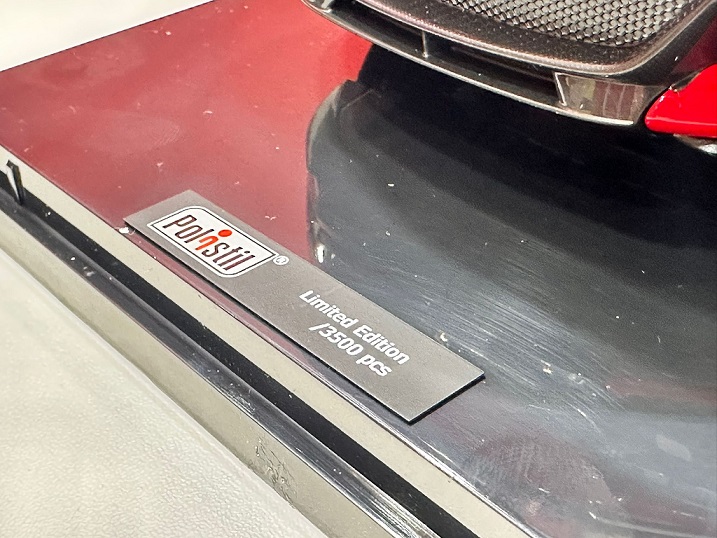 Polistil®
Limited Edition
/3500 pcs